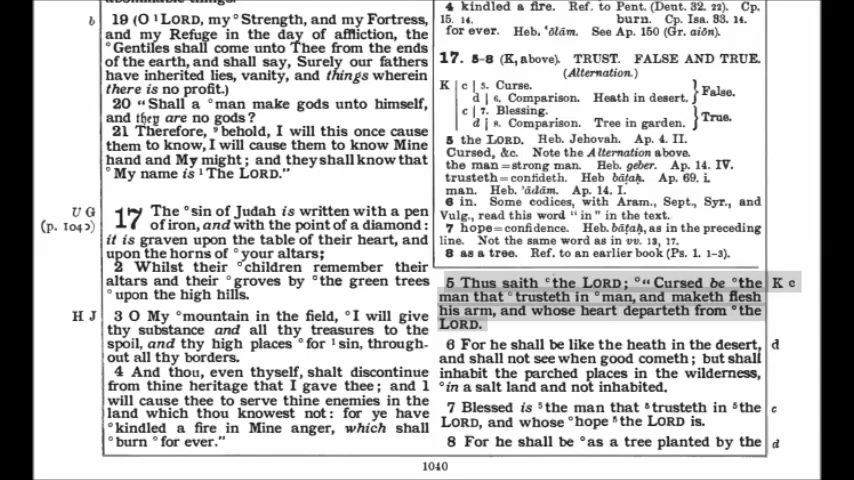 b
19 (O ¹LORD, my °Strength, and my Fortress,
and my Refuge in the day of affliction, the
°Gentiles shall come unto Thee from the ends
of the earth, and shall say, Surely our fathers
have inherited lies, vanity, and things wherein
there is no profit.)
20 “Shall a °man make gods unto himself,
and they are no gods?
21 Therefore, °behold, I will this once cause
them to know, I will cause them to know Mine
hand and My might; and they shall know that
°My name is ¹The LORD.”
U G
(p. 1043)
17 The °sin of Judah is written with a pen
of iron, and with the point of a diamond:
it is graven upon the table of their heart, and
upon the horns of °your altars;
2 Whilst their °children remember their
altars and their °groves by °the green trees
°upon the high hills.
H J
3 O My °mountain in the field, °I will give
thy substance and all thy treasures to the
spoil, and thy high places °for ¹sin, through-
out all thy borders.
4 And thou, even thyself, shalt discontinue
from thine heritage that I gave thee; and I
will cause thee to serve thine enemies in the
land which thou knowest not: for ye have
°kindled a fire in Mine anger, which shall
°burn °for ever.”
4 kindled a fire. Ref. to Pent. (Deut. 32. 22). Cp.
15. 14. burn. Cp. Isa. 33. 14.
for ever. Heb. ‘ōlām. See Ap. 150 (Gr. aiōn).
17. 5-8 (K, above). TRUST. FALSE AND TRUE.
(Alternation.)
K | c | 5. Curse. } False.
d | 6. Comparison. Heath in desert.
c | 7. Blessing. } True.
d | 8. Comparison. Tree in garden.
5 the LORD. Heb. Jehovah. Ap. 4. II.
Cursed, &c. Note the Alternation above.
the man = strong man. Heb. geber. Ap. 14. IV.
trusteth = confideth. Heb bāṭaḥ. Ap. 69. i.
man. Heb. ’ādām. Ap. 14. I.
6 in. Some codices, with Aram., Sept., Syr., and
Vulg., read this word “in” in the text.
7 hope = confidence. Heb. bāṭaḥ, as in the preceding
line. Not the same word as in vv. 13, 17.
8 as a tree. Ref. to an earlier book (Ps. 1. 1-3).
5 Thus saith °the LORD; °“Cursed be °the K c
man that °trusteth in °man, and maketh flesh
his arm, and whose heart departeth from °the
LORD.
6 For he shall be like the heath in the desert, d
and shall not see when good cometh; but shall
inhabit the parched places in the wilderness,
°in a salt land and not inhabited.
7 Blessed is ⁵the man that ⁵trusteth in ⁵the c
LORD, and whose °hope ⁵the LORD is.
8 For he shall be °as a tree planted by the d
1040